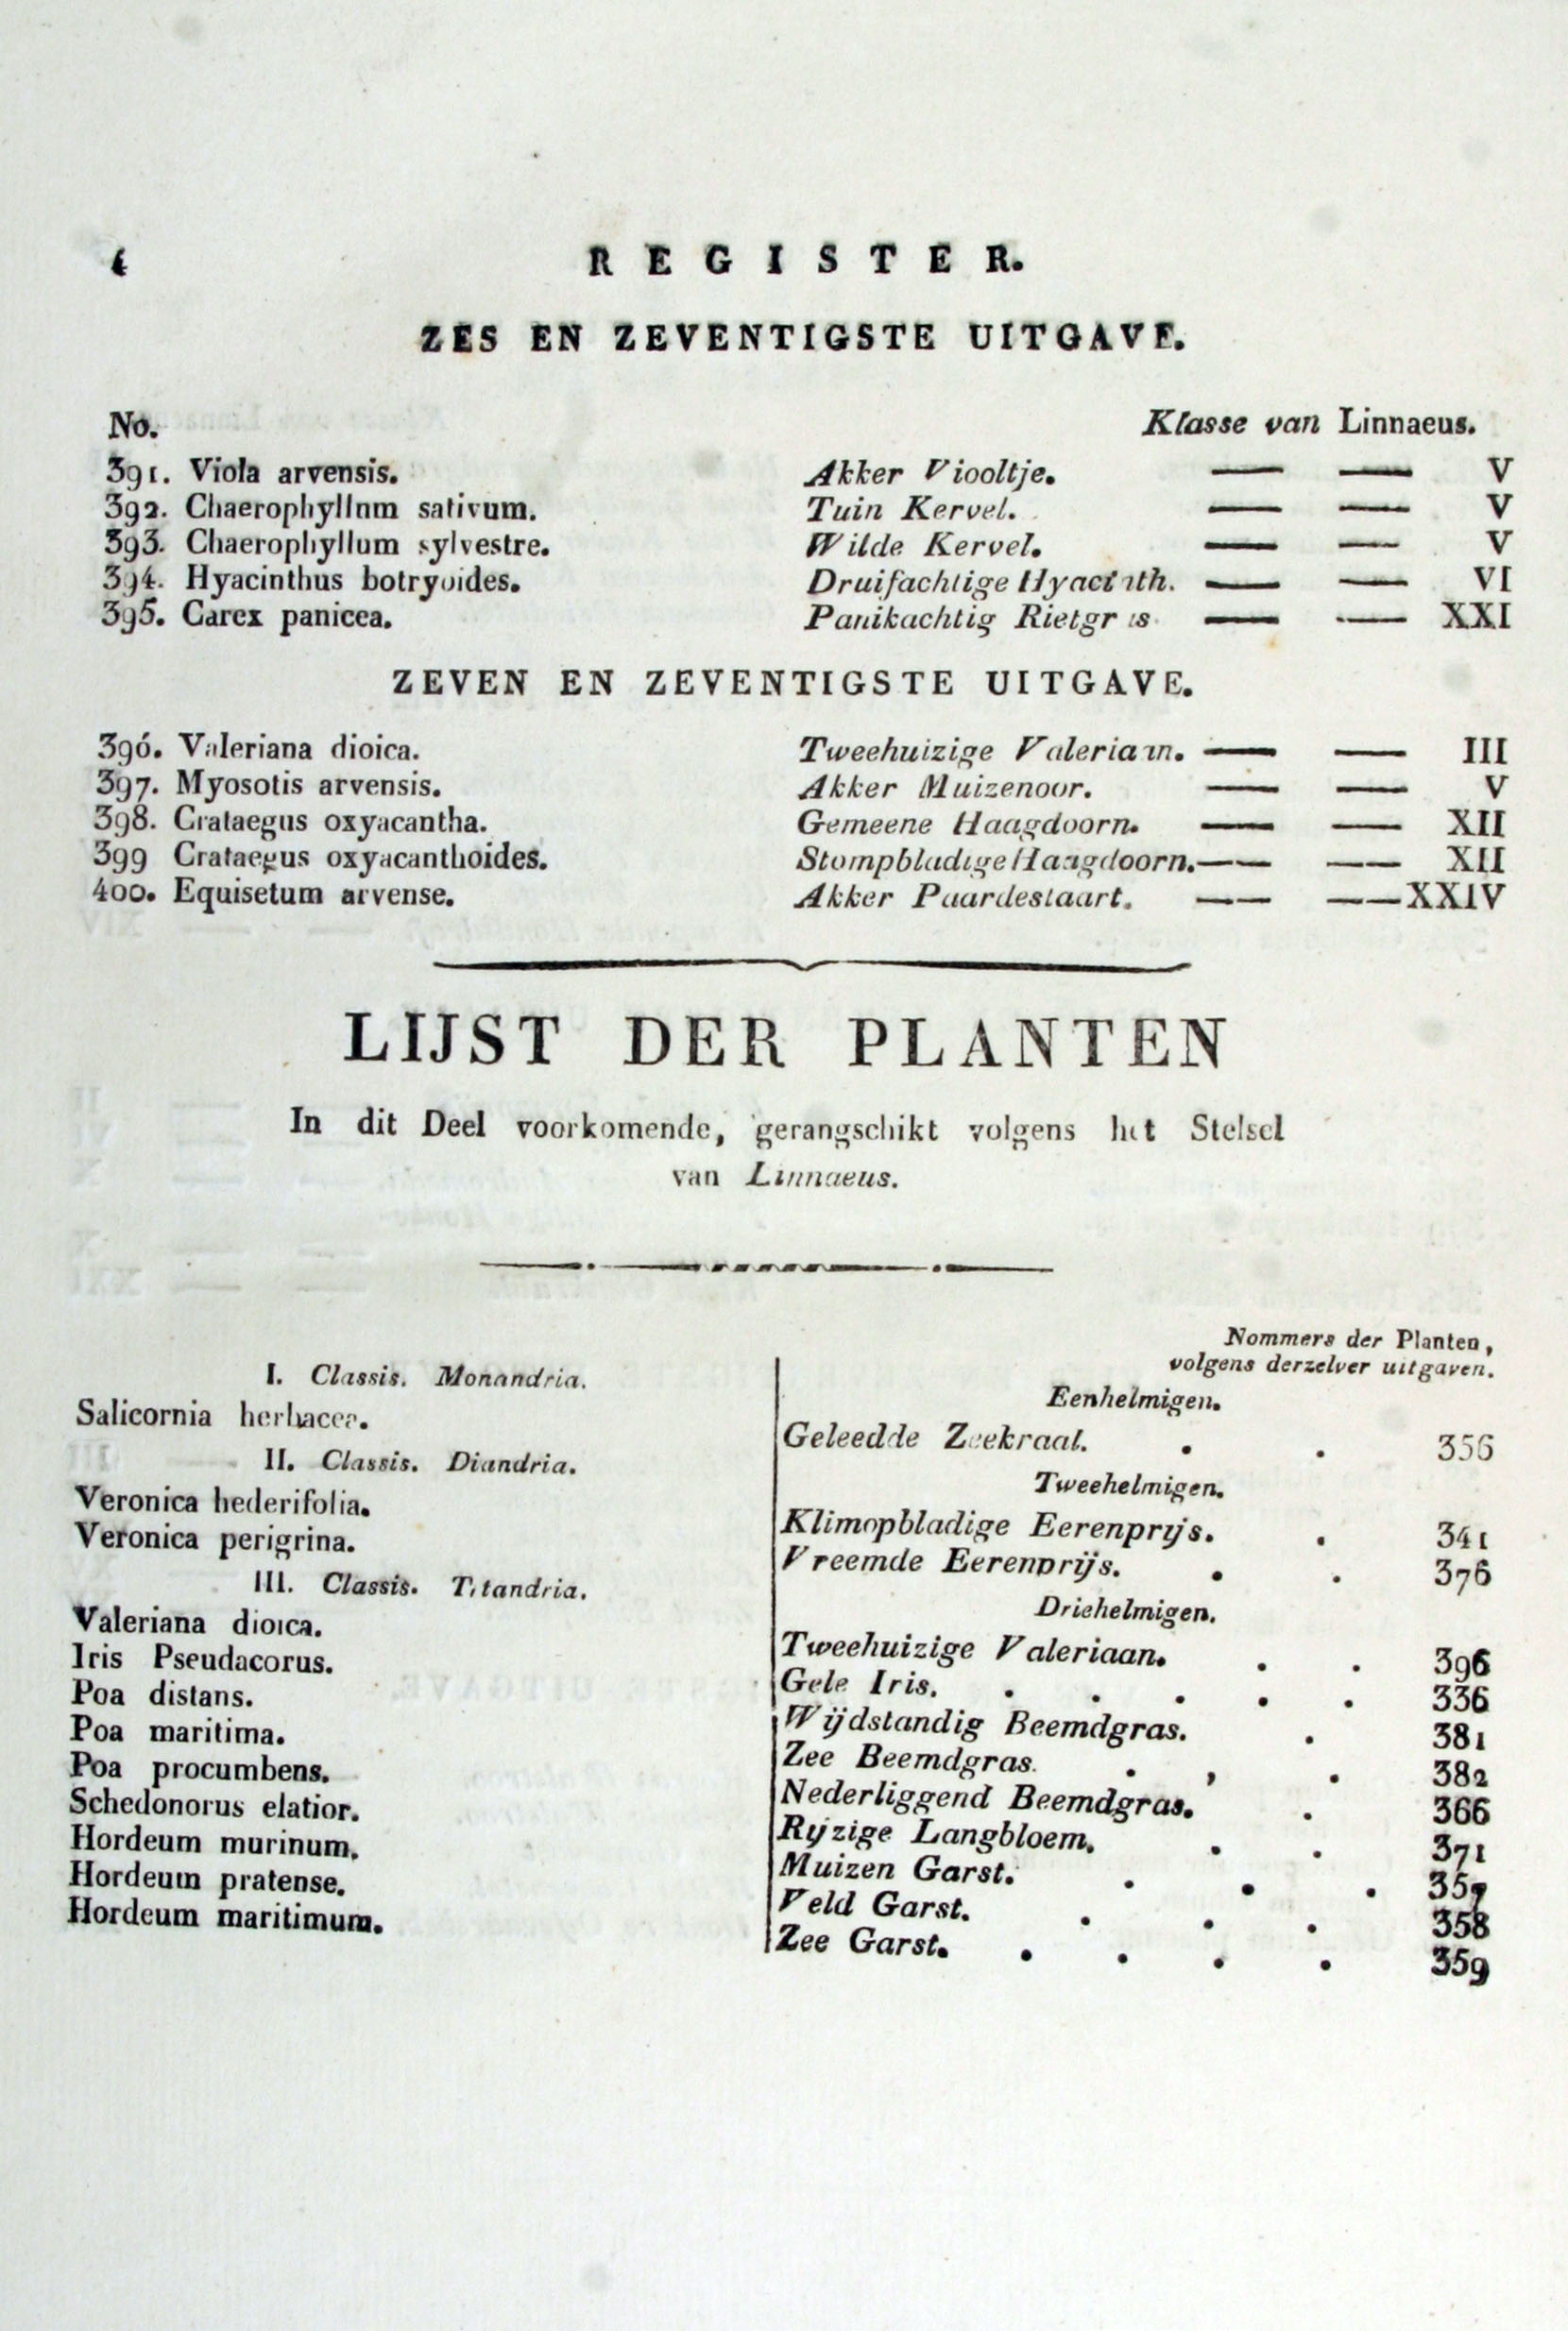 4 REGISTER.
ZES EN ZEVENTIGSTE UITGAVE.
No. Klasse van Linnaeus.
391. Viola arvensis. Akker Viooltje. — — V
392. Chaerophyllnm sativum. Tuin Kervel. — — V
393. Chaerophyllum sylvestre. Wilde Kervel. — — V
394. Hyacinthus botryoides. Druifachtige Hyacinth. — — VI
395. Carex panicea. Panikachtig Rietgras — — XXI
ZEVEN EN ZEVENTIGSTE UITGAVE.
396. Valeriana dioica. Tweehuizige Valeriaan. — — III
397. Myosotis arvensis. Akker Muizenoor. — — V
398. Crataegus oxyacantha. Gemeene Haagdoorn. — — XII
399 Crataegus oxyacanthoides. Stompbladige Haagdoorn. — — XII
400. Equisetum arvense. Akker Paardestaart. — — XXIV
LIJST DER PLANTEN
In dit Deel voorkomende, gerangschikt volgens het Stelsel
van Linnaeus.
Nommers der Planten,
volgens derzelver uitgaven.
I. Classis. Monandria. Eenhelmigen.
Salicornia herbacea. Geleedde Zeekraal. . . 356
II. Classis. Diandria. Tweehelmigen.
Veronica hederifolia. Klimopbladige Eerenprijs. . 341
Veronica perigrina. Vreemde Eerenprijs. . . 376
III. Classis. Titandria. Driehelmigen.
Valeriana dioica. Tweehuizige Valeriaan. . . 396
Iris Pseudacorus. Gele Iris. . . . . . 336
Poa distans. Wijdstandig Beemdgras. . 381
Poa maritima. Zee Beemdgras. . , . 382
Poa procumbens. Nederliggend Beemdgras. . 366
Schedonorus elatior. Rijzige Langbloem. . . 371
Hordeum murinum. Muizen Garst. . . . 357
Hordeum pratense. Veld Garst. . . . 358
Hordeum maritimum. Zee Garst. . . . . 359